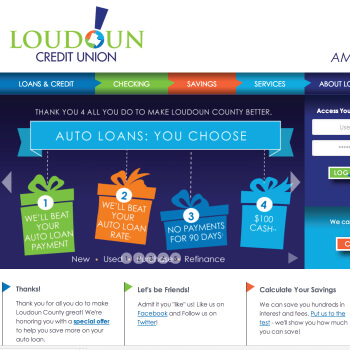 LOUDOUN
CREDIT UNION
AM
LOANS & CREDIT CHECKING SAVINGS SERVICES ABOUT LO
THANK YOU 4 ALL YOU DO TO MAKE LOUDOUN COUNTY BETTER.
AUTO LOANS: YOU CHOOSE
1
WE'LL BEAT
YOUR
AUTO LOAN
PAYMENT
2
WE'LL BEAT
YOUR
AUTO LOAN
RATE
3
NO PAYMENTS
FOR 90 DAYS
4
$100
CASH
New • Used • Purchase • Refinance
Access You
Use
LOG
We ca
C
Thanks!
Thank you for all you do to make
Loudoun County great! We're
honoring you with a special offer
to help you save more on your
auto loan.
Let's be Friends!
Admit it you "like" us! Like us on
Facebook and Follow us on
Twitter!
Calculate Your Savings
We can save you hundreds in
interest and fees. Put us to the
test - we'll show you how much
you can save!